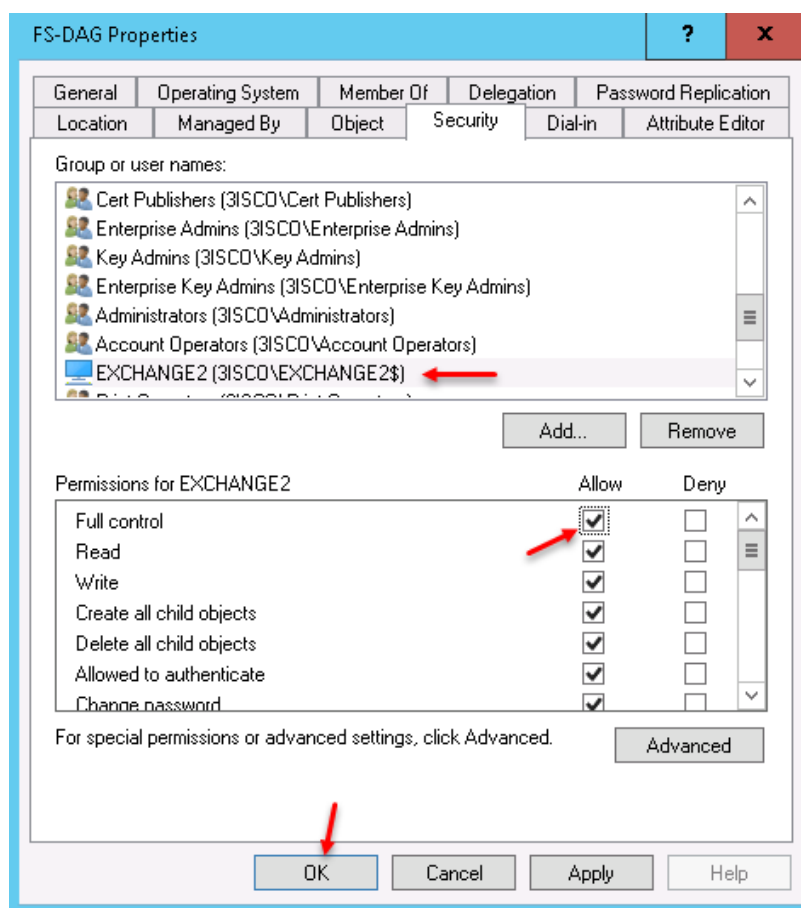 FS-DAG Properties
?
x
General Operating System Member Of Delegation Password Replication
Location Managed By Object Security Dial-in Attribute Editor
Group or user names:
Cert Publishers (3ISCO\Cert Publishers)
Enterprise Admins (3ISCO\Enterprise Admins)
Key Admins (3ISCO\Key Admins)
Enterprise Key Admins (3ISCO\Enterprise Key Admins)
Administrators (3ISCO\Administrators)
Account Operators (3ISCO\Account Operators)
EXCHANGE2 (3ISCO\EXCHANGE2$)
Add... Remove
Permissions for EXCHANGE2 Allow Deny
Full control
Read
Write
Create all child objects
Delete all child objects
Allowed to authenticate
Change password
For special permissions or advanced settings, click Advanced.
Advanced
OK Cancel Apply Help